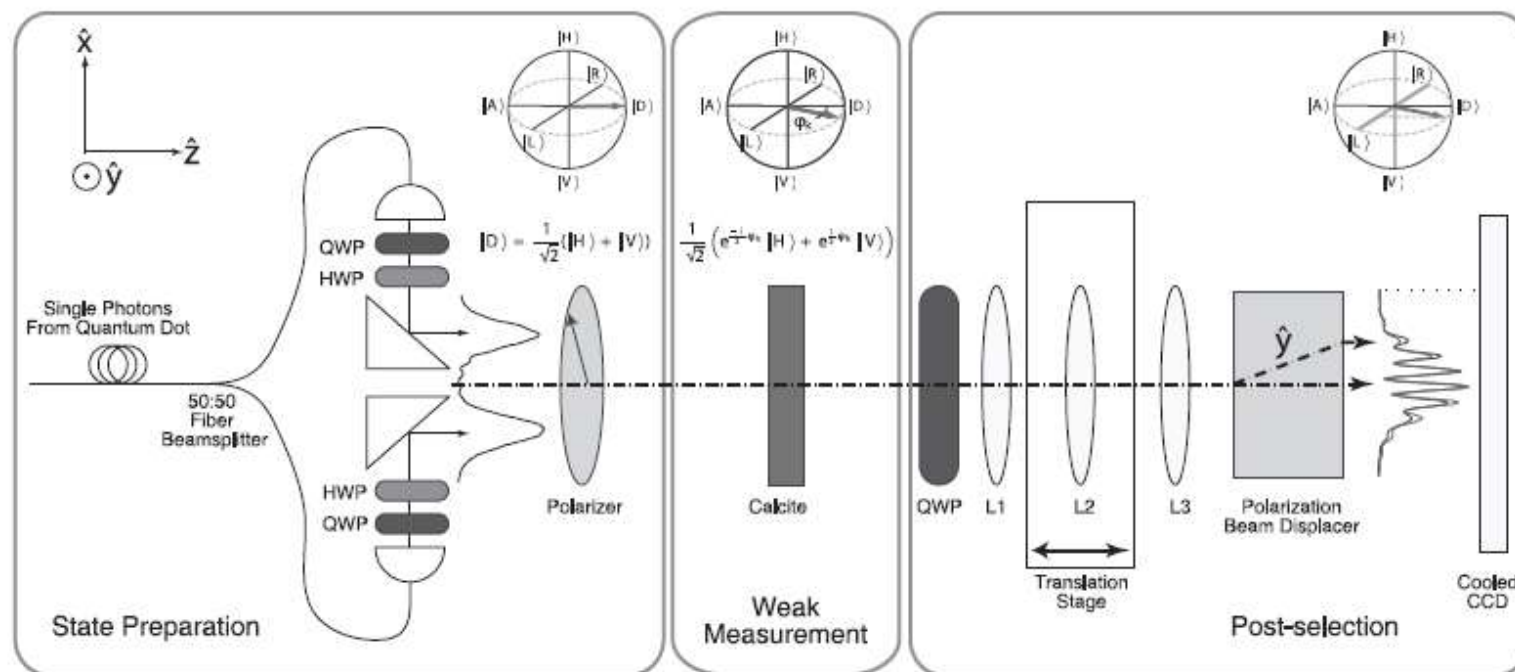 x̂
ẑ
ŷ
|H⟩
|R⟩
|A⟩
|D⟩
|L⟩
|V⟩
QWP
HWP
|D⟩ = 1/√2 (|H⟩ + |V⟩)
Single Photons
From Quantum Dot
50:50
Fiber
Beamsplitter
HWP
QWP
Polarizer
State Preparation
|H⟩
|R⟩
|A⟩
|D⟩
φk
|L⟩
|V⟩
Calcite
Weak
Measurement
|H⟩
|R⟩
|A⟩
|D⟩
|L⟩
|V⟩
QWP
L1
L2
L3
ŷ
Polarization
Beam Displacer
Translation
Stage
Cooled
CCD
Post-selection